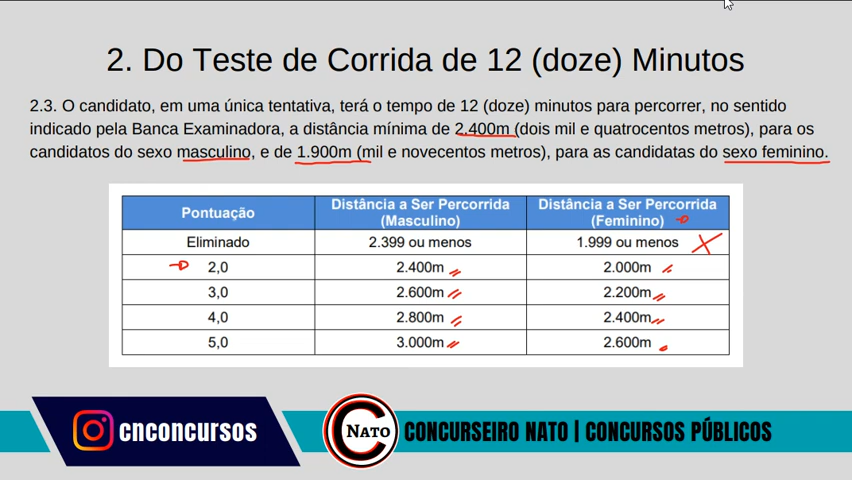 2. Do Teste de Corrida de 12 (doze) Minutos
2.3. O candidato, em uma única tentativa, terá o tempo de 12 (doze) minutos para percorrer, no sentido
indicado pela Banca Examinadora, a distância mínima de 2.400m (dois mil e quatrocentos metros), para os
candidatos do sexo masculino, e de 1.900m (mil e novecentos metros), para as candidatas do sexo feminino.
Pontuação
Distância a Ser Percorrida
(Masculino)
Distância a Ser Percorrida
(Feminino)
Eliminado 2.399 ou menos 1.999 ou menos
2,0 2.400m 2.000m
3,0 2.600m 2.200m
4,0 2.800m 2.400m
5,0 3.000m 2.600m
cnconcursos
C NATO
CONCURSEIRO NATO | CONCURSOS PÚBLICOS